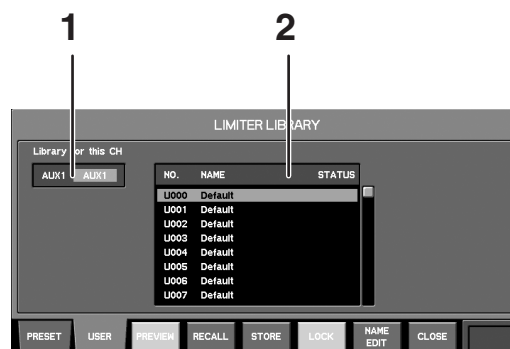 1 2
LIMITER LIBRARY
Library for this CH
AUX1 AUX1
NO. NAME STATUS
U000 Default
U001 Default
U002 Default
U003 Default
U004 Default
U005 Default
U006 Default
U007 Default
PRESET USER PREVIEW RECALL STORE LOCK NAME EDIT CLOSE